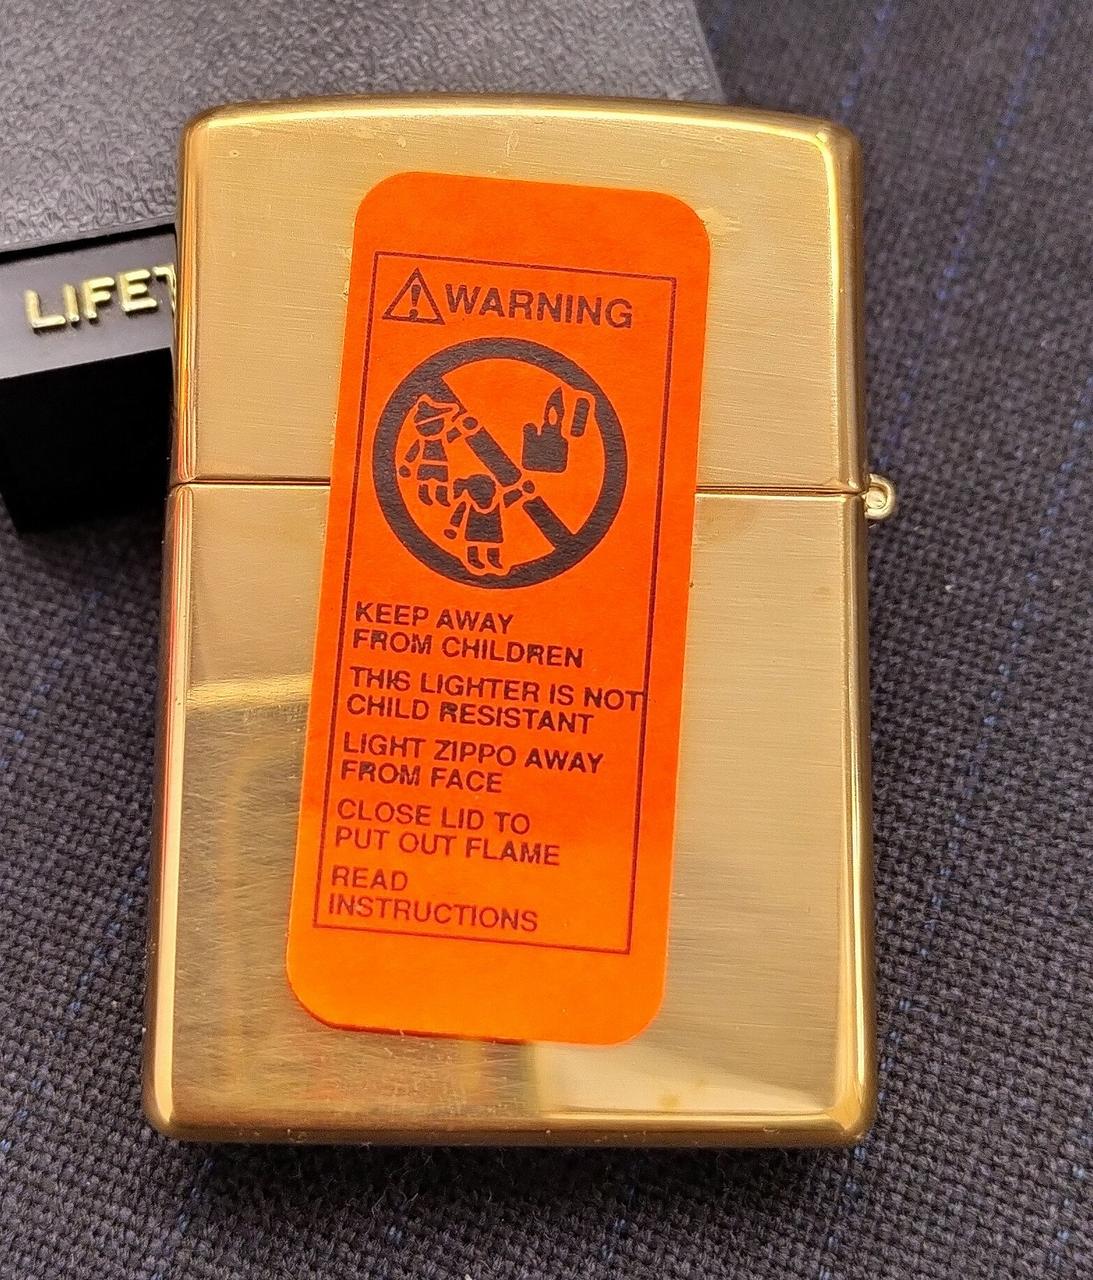 LIFET
WARNING
KEEP AWAY
FROM CHILDREN
THIS LIGHTER IS NOT
CHILD RESISTANT
LIGHT ZIPPO AWAY
FROM FACE
CLOSE LID TO
PUT OUT FLAME
READ
INSTRUCTIONS